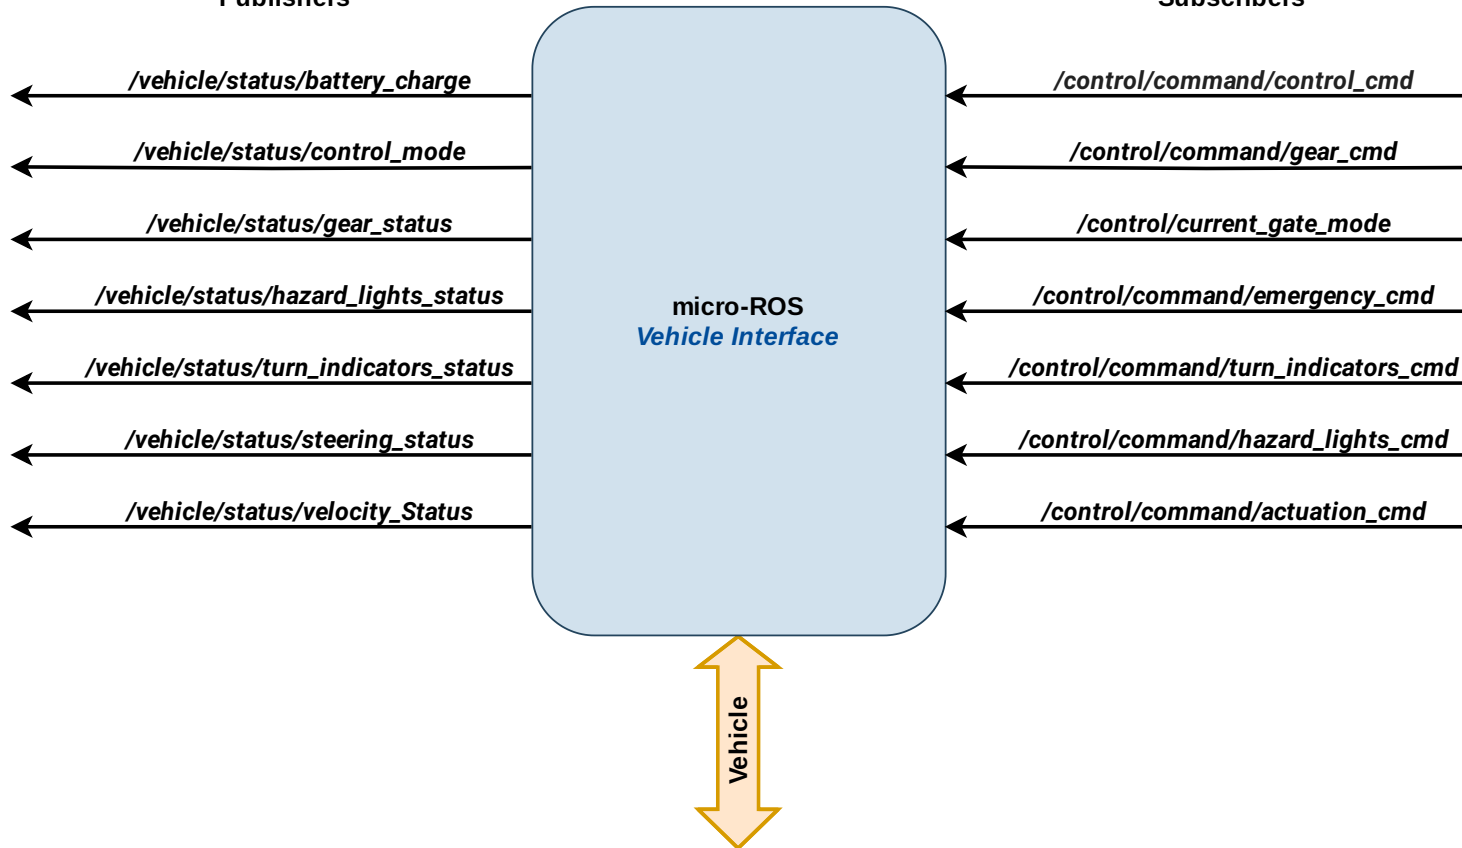 Publishers
Subscribers
/vehicle/status/battery_charge
/control/command/control_cmd
/vehicle/status/control_mode
/control/command/gear_cmd
/vehicle/status/gear_status
/control/current_gate_mode
/vehicle/status/hazard_lights_status
/control/command/emergency_cmd
micro-ROS
Vehicle Interface
/vehicle/status/turn_indicators_status
/control/command/turn_indicators_cmd
/vehicle/status/steering_status
/control/command/hazard_lights_cmd
/vehicle/status/velocity_Status
/control/command/actuation_cmd
Vehicle